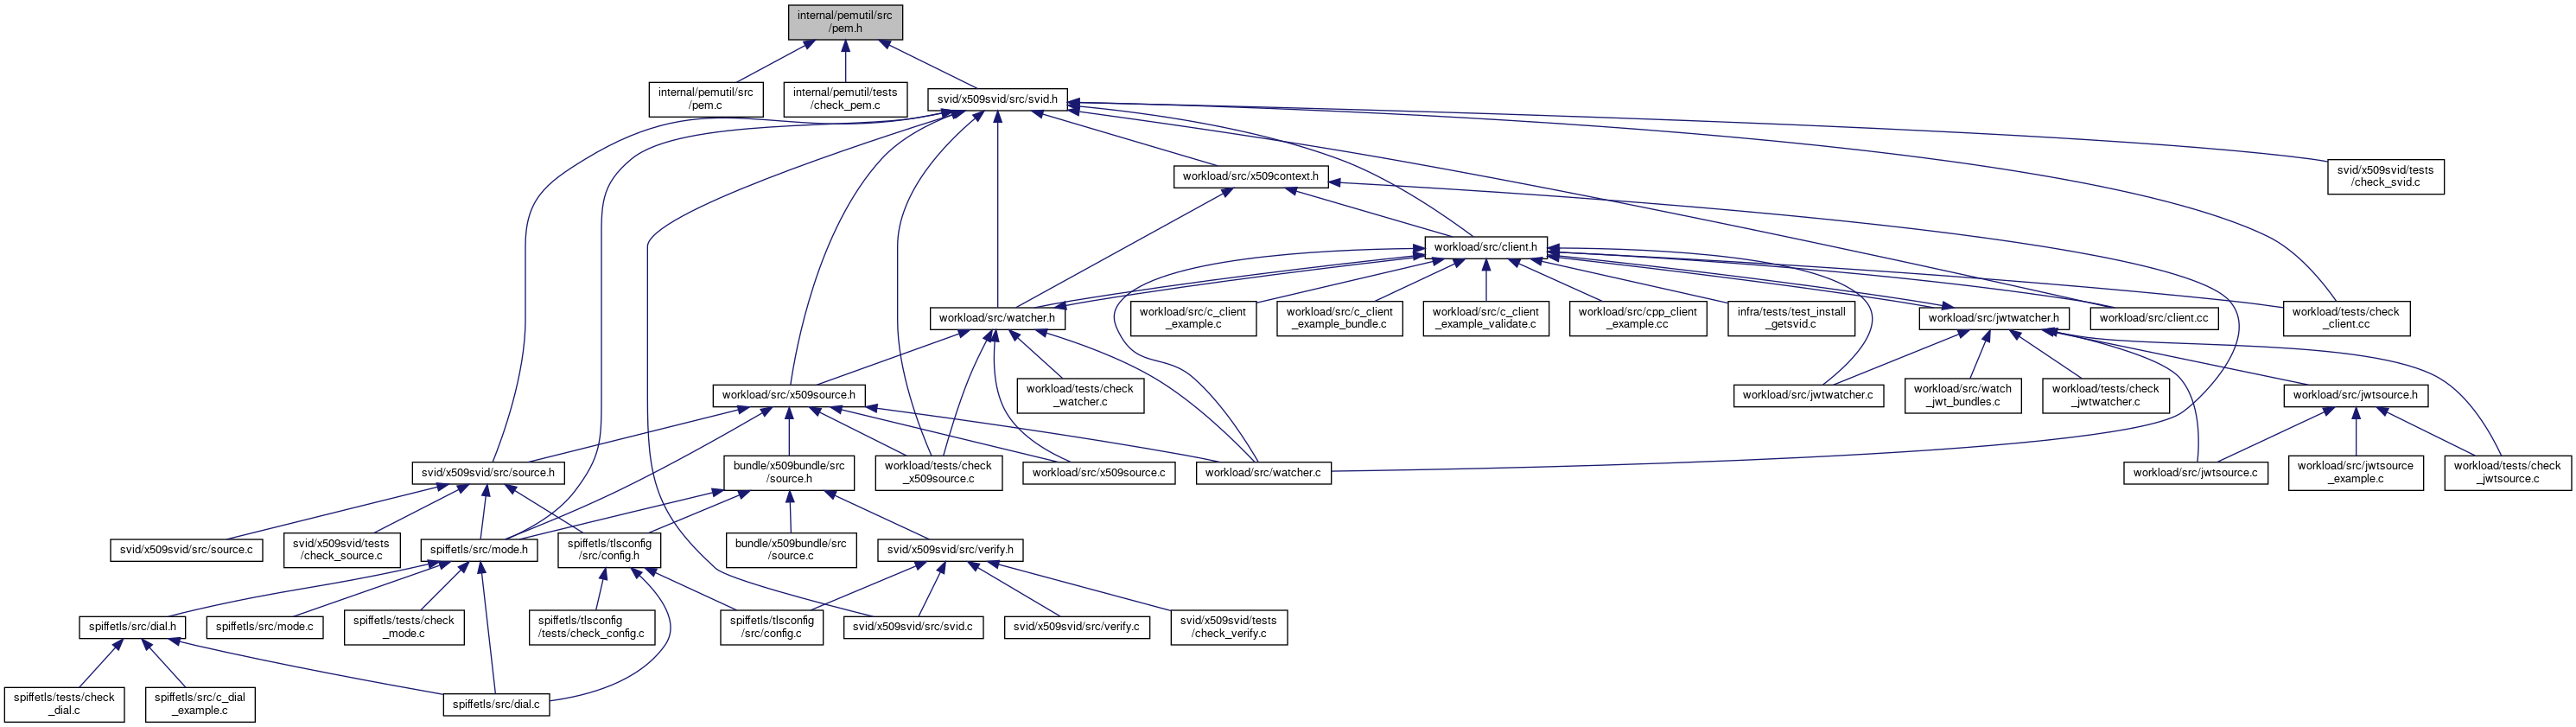 internal/pemutil/src
/pem.h
internal/pemutil/src
/pem.c
internal/pemutil/tests
/check_pem.c
svid/x509svid/src/svid.h
svid/x509svid/tests
/check_svid.c
workload/src/x509context.h
workload/src/client.h
workload/src/watcher.h
workload/src/c_client
_example.c
workload/src/c_client
_example_bundle.c
workload/src/c_client
_example_validate.c
workload/src/cpp_client
_example.cc
infra/tests/test_install
_getsvid.c
workload/src/jwtwatcher.h
workload/src/client.cc
workload/tests/check
_client.cc
workload/src/x509source.h
workload/tests/check
_watcher.c
workload/src/jwtwatcher.c
workload/src/watch
_jwt_bundles.c
workload/tests/check
_jwtwatcher.c
workload/src/jwtsource.h
svid/x509svid/src/source.h
bundle/x509bundle/src
/source.h
workload/tests/check
_x509source.c
workload/src/x509source.c
workload/src/watcher.c
workload/src/jwtsource.c
workload/src/jwtsource
_example.c
workload/tests/check
_jwtsource.c
svid/x509svid/src/source.c
svid/x509svid/tests
/check_source.c
spiffetls/src/mode.h
spiffetls/tlsconfig
/src/config.h
bundle/x509bundle/src
/source.c
svid/x509svid/src/verify.h
spiffetls/src/dial.h
spiffetls/src/mode.c
spiffetls/tests/check
_mode.c
spiffetls/tlsconfig
/tests/check_config.c
spiffetls/tlsconfig
/src/config.c
svid/x509svid/src/svid.c
svid/x509svid/src/verify.c
svid/x509svid/tests
/check_verify.c
spiffetls/tests/check
_dial.c
spiffetls/src/c_dial
_example.c
spiffetls/src/dial.c